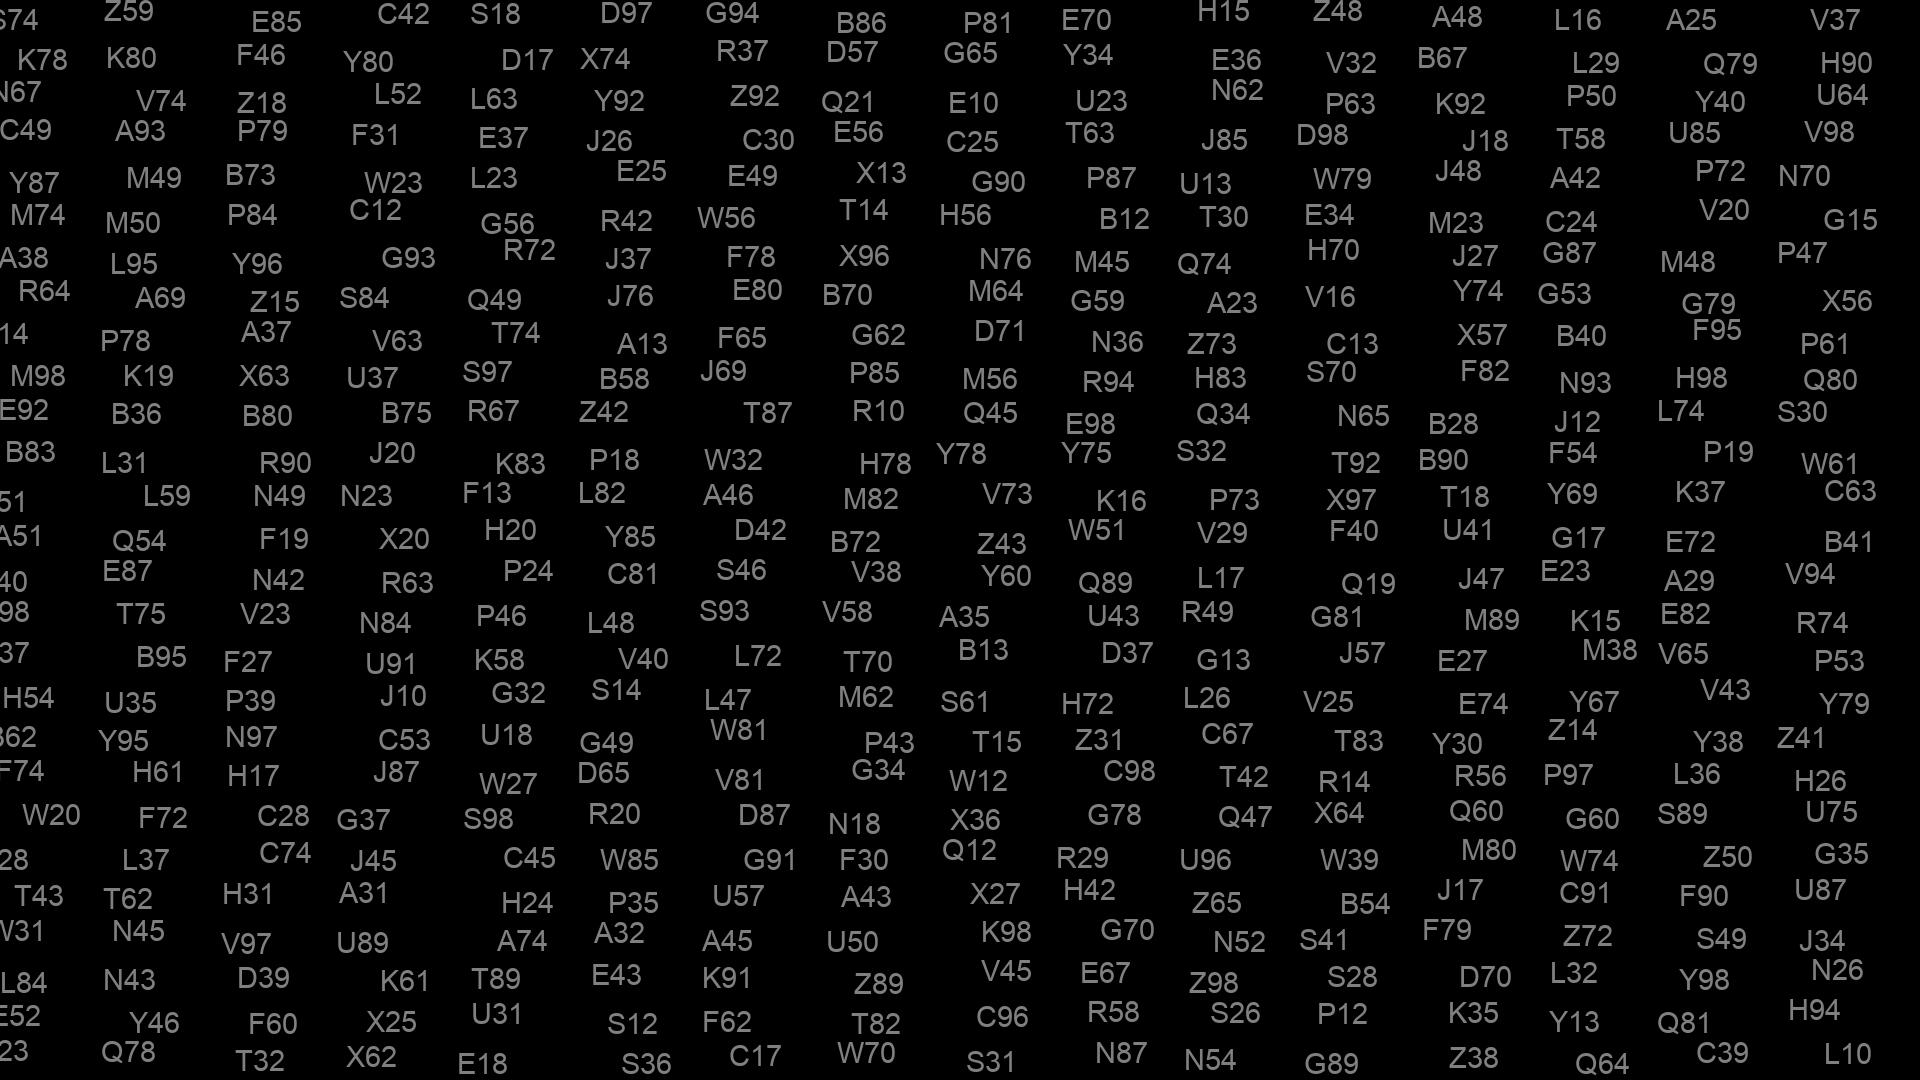 S74 Z59 E85 C42 S18 D97 G94 B86 P81 E70 H15 Z48 A48 L16 A25 V37
K78 K80 F46 Y80 D17 X74 R37 D57 G65 Y34 E36 V32 B67 L29 Q79 H90
N67 V74 Z18 L52 L63 Y92 Z92 Q21 E10 U23 N62 P63 K92 P50 Y40 U64
C49 A93 P79 F31 E37 J26 C30 E56 C25 T63 J85 D98 J18 T58 U85 V98
Y87 M49 B73 W23 L23 E25 E49 X13 G90 P87 U13 W79 J48 A42 P72 N70
M74 M50 P84 C12 G56 R42 W56 T14 H56 B12 T30 E34 M23 C24 V20 G15
A38 L95 Y96 G93 R72 J37 F78 X96 N76 M45 Q74 H70 J27 G87 M48 P47
R64 A69 Z15 S84 Q49 J76 E80 B70 M64 G59 A23 V16 Y74 G53 G79 X56
14 P78 A37 V63 T74 A13 F65 G62 D71 N36 Z73 C13 X57 B40 F95 P61
M98 K19 X63 U37 S97 B58 J69 P85 M56 R94 H83 S70 F82 N93 H98 Q80
E92 B36 B80 B75 R67 Z42 T87 R10 Q45 E98 Q34 N65 B28 J12 L74 S30
B83 L31 R90 J20 K83 P18 W32 H78 Y78 Y75 S32 T92 B90 F54 P19 W61
51 L59 N49 N23 F13 L82 A46 M82 V73 K16 P73 X97 T18 Y69 K37 C63
A51 Q54 F19 X20 H20 Y85 D42 B72 Z43 W51 V29 F40 U41 G17 E72 B41
40 E87 N42 R63 P24 C81 S46 V38 Y60 Q89 L17 Q19 J47 E23 A29 V94
98 T75 V23 N84 P46 L48 S93 V58 A35 U43 R49 G81 M89 K15 E82 R74
37 B95 F27 U91 K58 V40 L72 T70 B13 D37 G13 J57 E27 M38 V65 P53
H54 U35 P39 J10 G32 S14 L47 M62 S61 H72 L26 V25 E74 Y67 V43 Y79
62 Y95 N97 C53 U18 G49 W81 P43 T15 Z31 C67 T83 Y30 Z14 Y38 Z41
F74 H61 H17 J87 W27 D65 V81 G34 W12 C98 T42 R14 R56 P97 L36 H26
W20 F72 C28 G37 S98 R20 D87 N18 X36 G78 Q47 X64 Q60 G60 S89 U75
28 L37 C74 J45 C45 W85 G91 F30 Q12 R29 U96 W39 M80 W74 Z50 G35
T43 T62 H31 A31 H24 P35 U57 A43 X27 H42 Z65 B54 J17 C91 F90 U87
W31 N45 V97 U89 A74 A32 A45 U50 K98 G70 N52 S41 F79 Z72 S49 J34
L84 N43 D39 K61 T89 E43 K91 Z89 V45 E67 Z98 S28 D70 L32 Y98 N26
E52 Y46 F60 X25 U31 S12 F62 T82 C96 R58 S26 P12 K35 Y13 Q81 H94
23 Q78 T32 X62 E18 S36 C17 W70 S31 N87 N54 G89 Z38 Q64 C39 L10